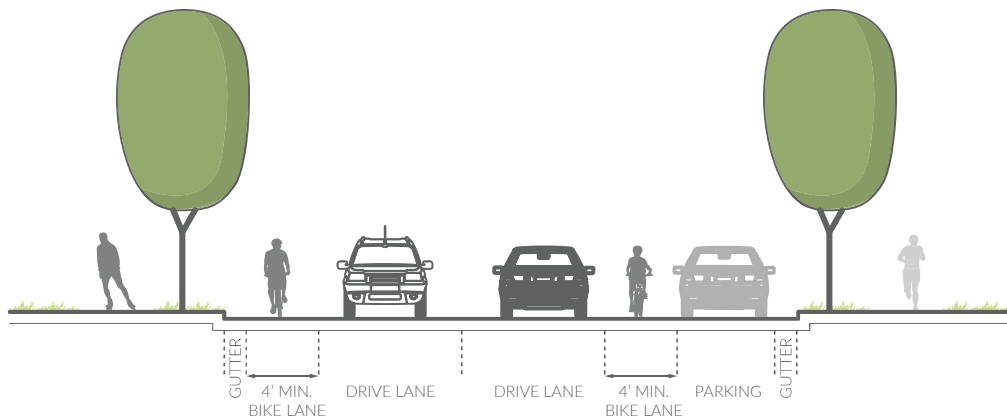 GUTTER
4' MIN.
BIKE LANE
DRIVE LANE
DRIVE LANE
4' MIN.
BIKE LANE
PARKING
GUTTER